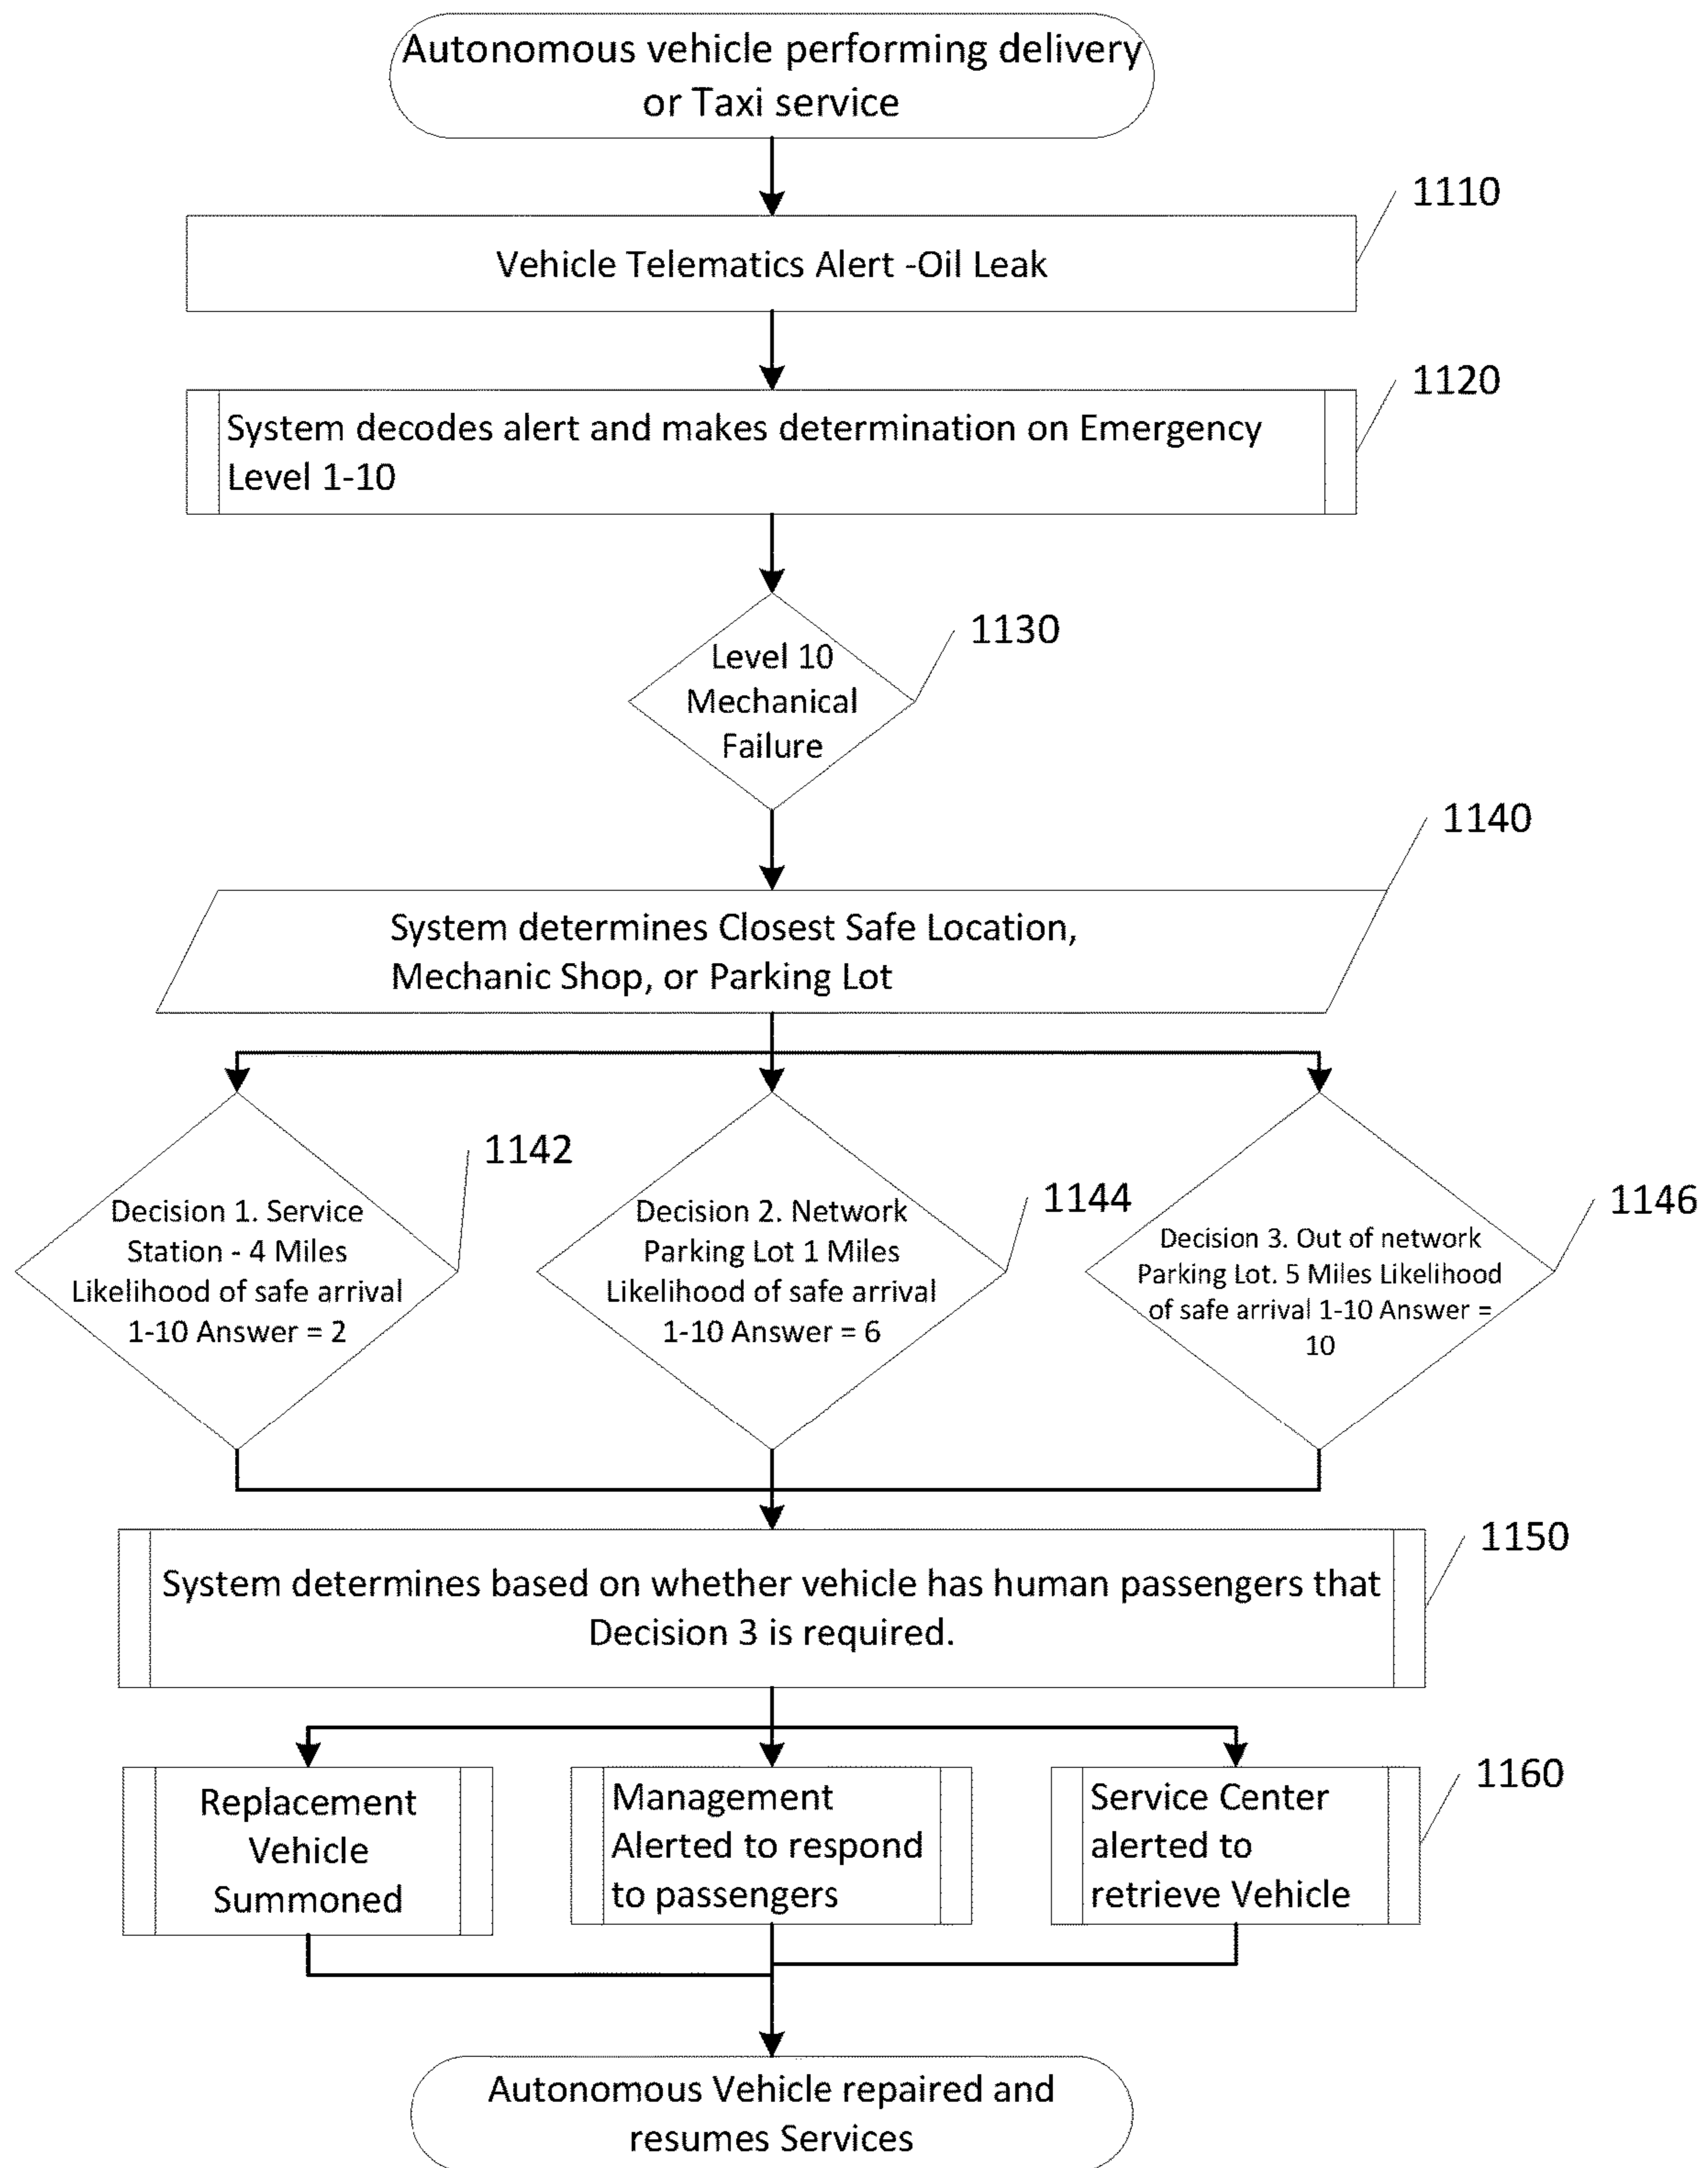 Autonomous vehicle performing delivery
or Taxi service
1110
Vehicle Telematics Alert -Oil Leak
1120
System decodes alert and makes determination on Emergency
Level 1-10
1130
Level 10
Mechanical
Failure
1140
System determines Closest Safe Location,
Mechanic Shop, or Parking Lot
1142
Decision 1. Service
Station - 4 Miles
Likelihood of safe arrival
1-10 Answer = 2
1144
Decision 2. Network
Parking Lot 1 Miles
Likelihood of safe arrival
1-10 Answer = 6
1146
Decision 3. Out of network
Parking Lot. 5 Miles Likelihood
of safe arrival 1-10 Answer =
10
1150
System determines based on whether vehicle has human passengers that
Decision 3 is required.
Replacement
Vehicle
Summoned
Management
Alerted to respond
to passengers
1160
Service Center
alerted to
retrieve Vehicle
Autonomous Vehicle repaired and
resumes Services